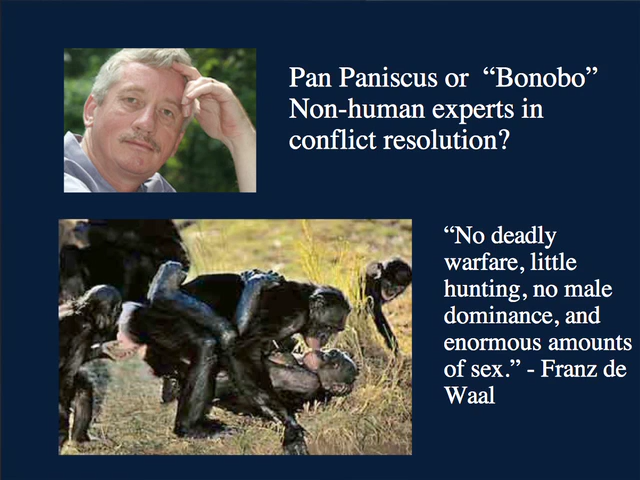 Pan Paniscus or “Bonobo”
Non-human experts in
conflict resolution?
“No deadly
warfare, little
hunting, no male
dominance, and
enormous amounts
of sex.” - Franz de
Waal